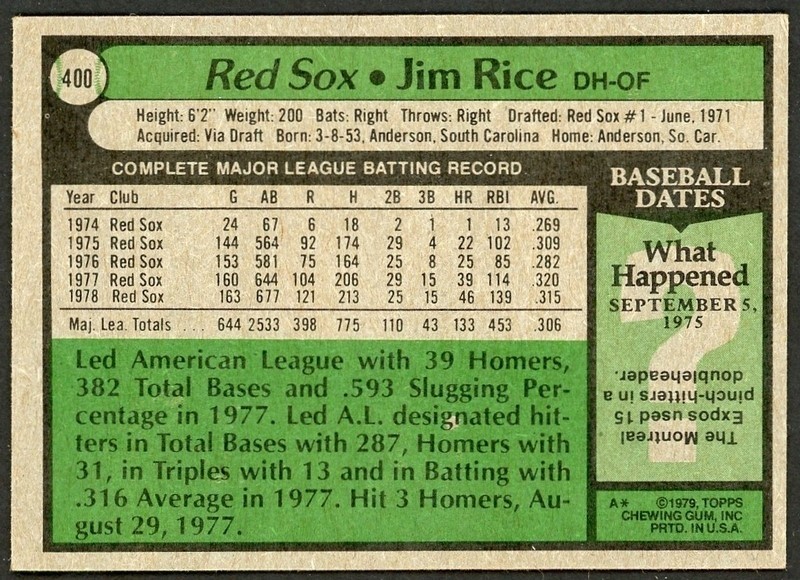 400
Red Sox • Jim Rice DH-OF
Height: 6'2" Weight: 200 Bats: Right Throws: Right Drafted: Red Sox #1 - June, 1971
Acquired: Via Draft Born: 3-8-53, Anderson, South Carolina Home: Anderson, So. Car.
COMPLETE MAJOR LEAGUE BATTING RECORD
Year Club G AB R H 2B 3B HR RBI AVG.
1974 Red Sox 24 67 6 18 2 1 1 13 .269
1975 Red Sox 144 564 92 174 29 4 22 102 .309
1976 Red Sox 153 581 75 164 25 8 25 85 .282
1977 Red Sox 160 644 104 206 29 15 39 114 .320
1978 Red Sox 163 677 121 213 25 15 46 139 .315
Maj. Lea. Totals ... 644 2533 398 775 110 43 133 453 .306
Led American League with 39 Homers,
382 Total Bases and .593 Slugging Per-
centage in 1977. Led A.L. designated hit-
ters in Total Bases with 287, Homers with
31, in Triples with 13 and in Batting with
.316 Average in 1977. Hit 3 Homers, Au-
gust 29, 1977.
BASEBALL
DATES
What
Happened
SEPTEMBER 5,
1975
?
The Montreal
Expos used 15
pinch-hitters in a
doubleheader.
A* ©1979, TOPPS
CHEWING GUM, INC
PRTD. IN U.S.A.